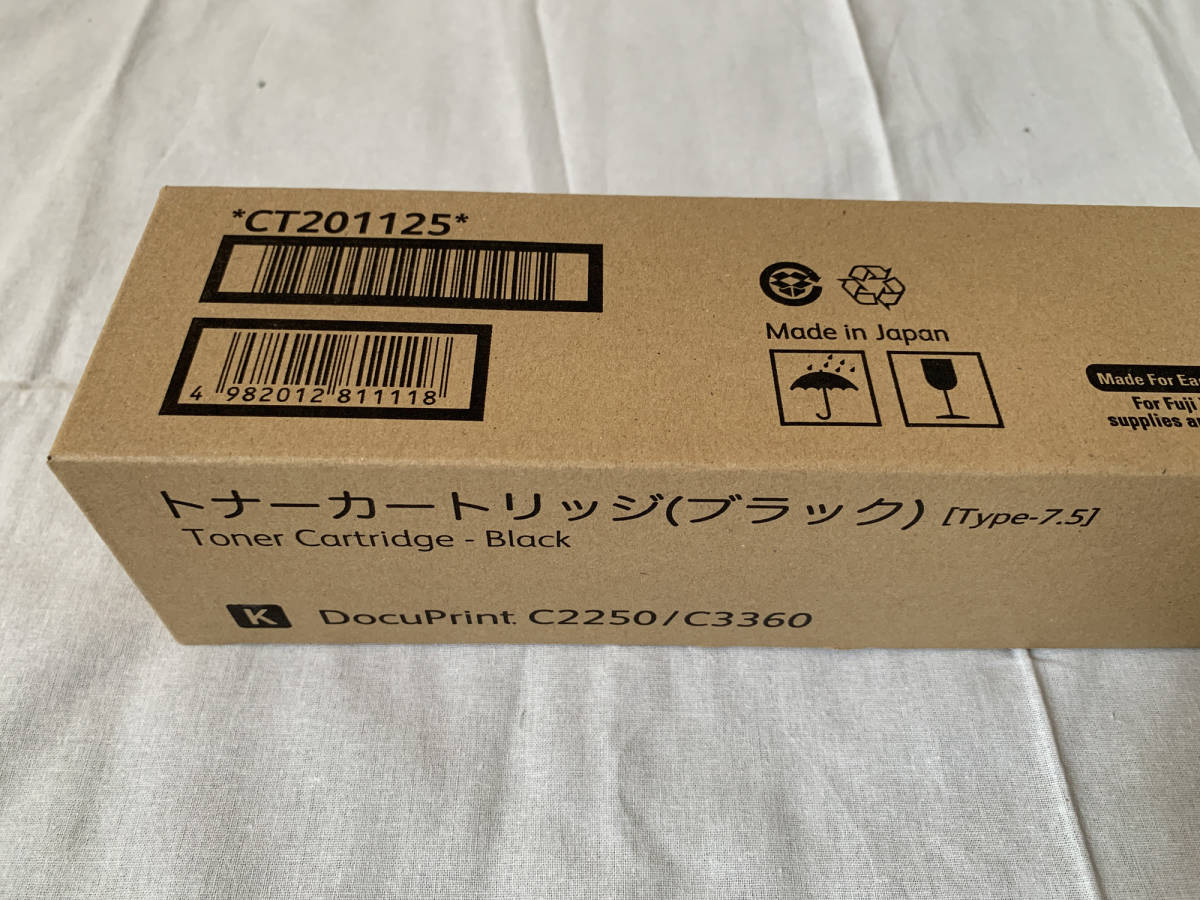 *CT201125*
4 982012 811118
Made in Japan
Made For
For Fuji
supplies
トナーカートリッジ(ブラック) [Type-7.5]
Toner Cartridge - Black
K DocuPrint C2250/C3360